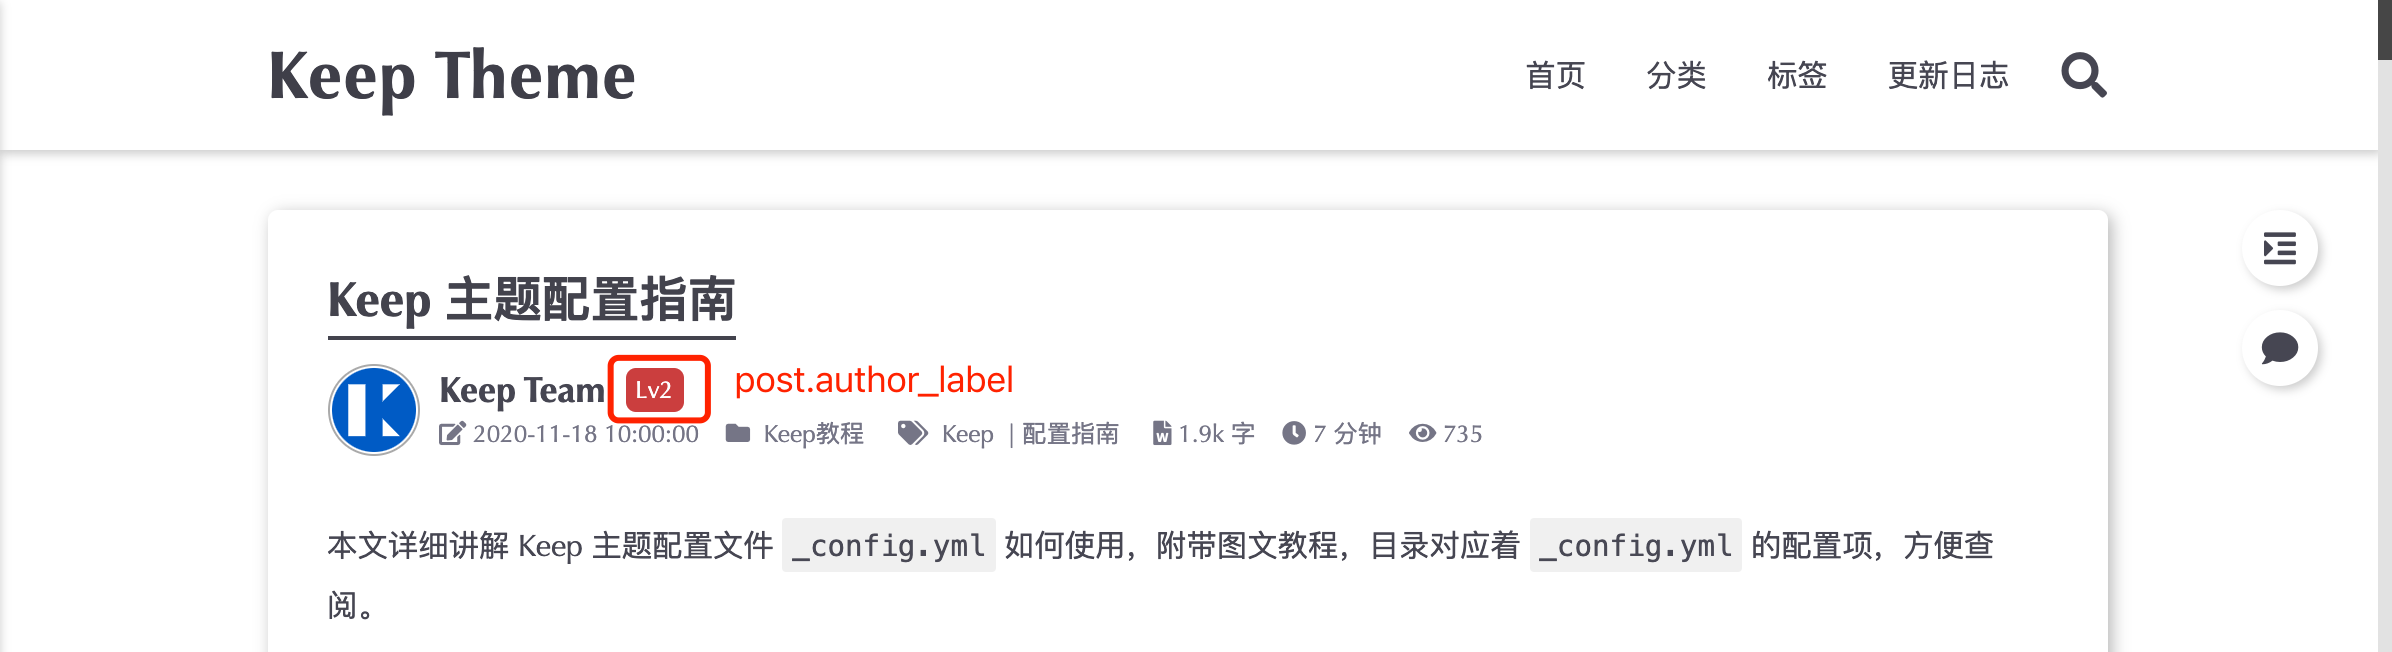 Keep Theme
首页 分类 标签 更新日志
Keep 主题配置指南
Keep Team Lv2 post.author_label
2020-11-18 10:00:00 Keep教程 Keep | 配置指南 1.9k 字 7 分钟 735
本文详细讲解 Keep 主题配置文件 _config.yml 如何使用，附带图文教程，目录对应着 _config.yml 的配置项，方便查
阅。